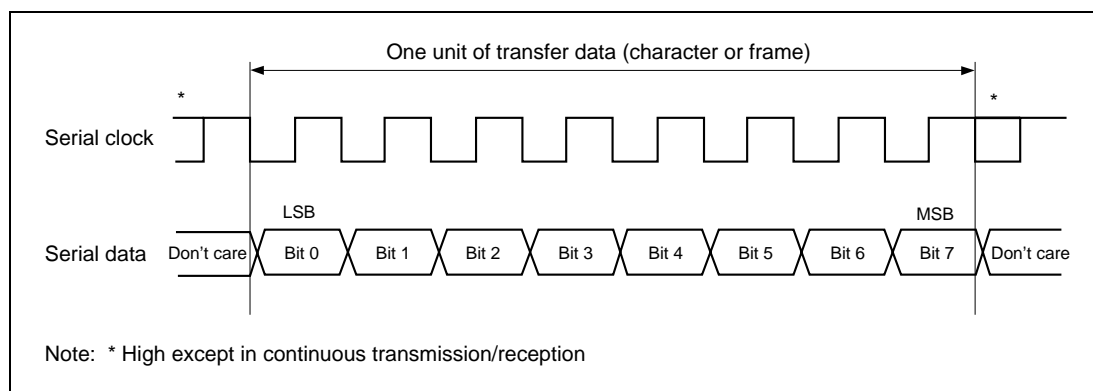 One unit of transfer data (character or frame)
* *
Serial clock
LSB MSB
Serial data Don't care Bit 0 Bit 1 Bit 2 Bit 3 Bit 4 Bit 5 Bit 6 Bit 7 Don't care
Note: * High except in continuous transmission/reception